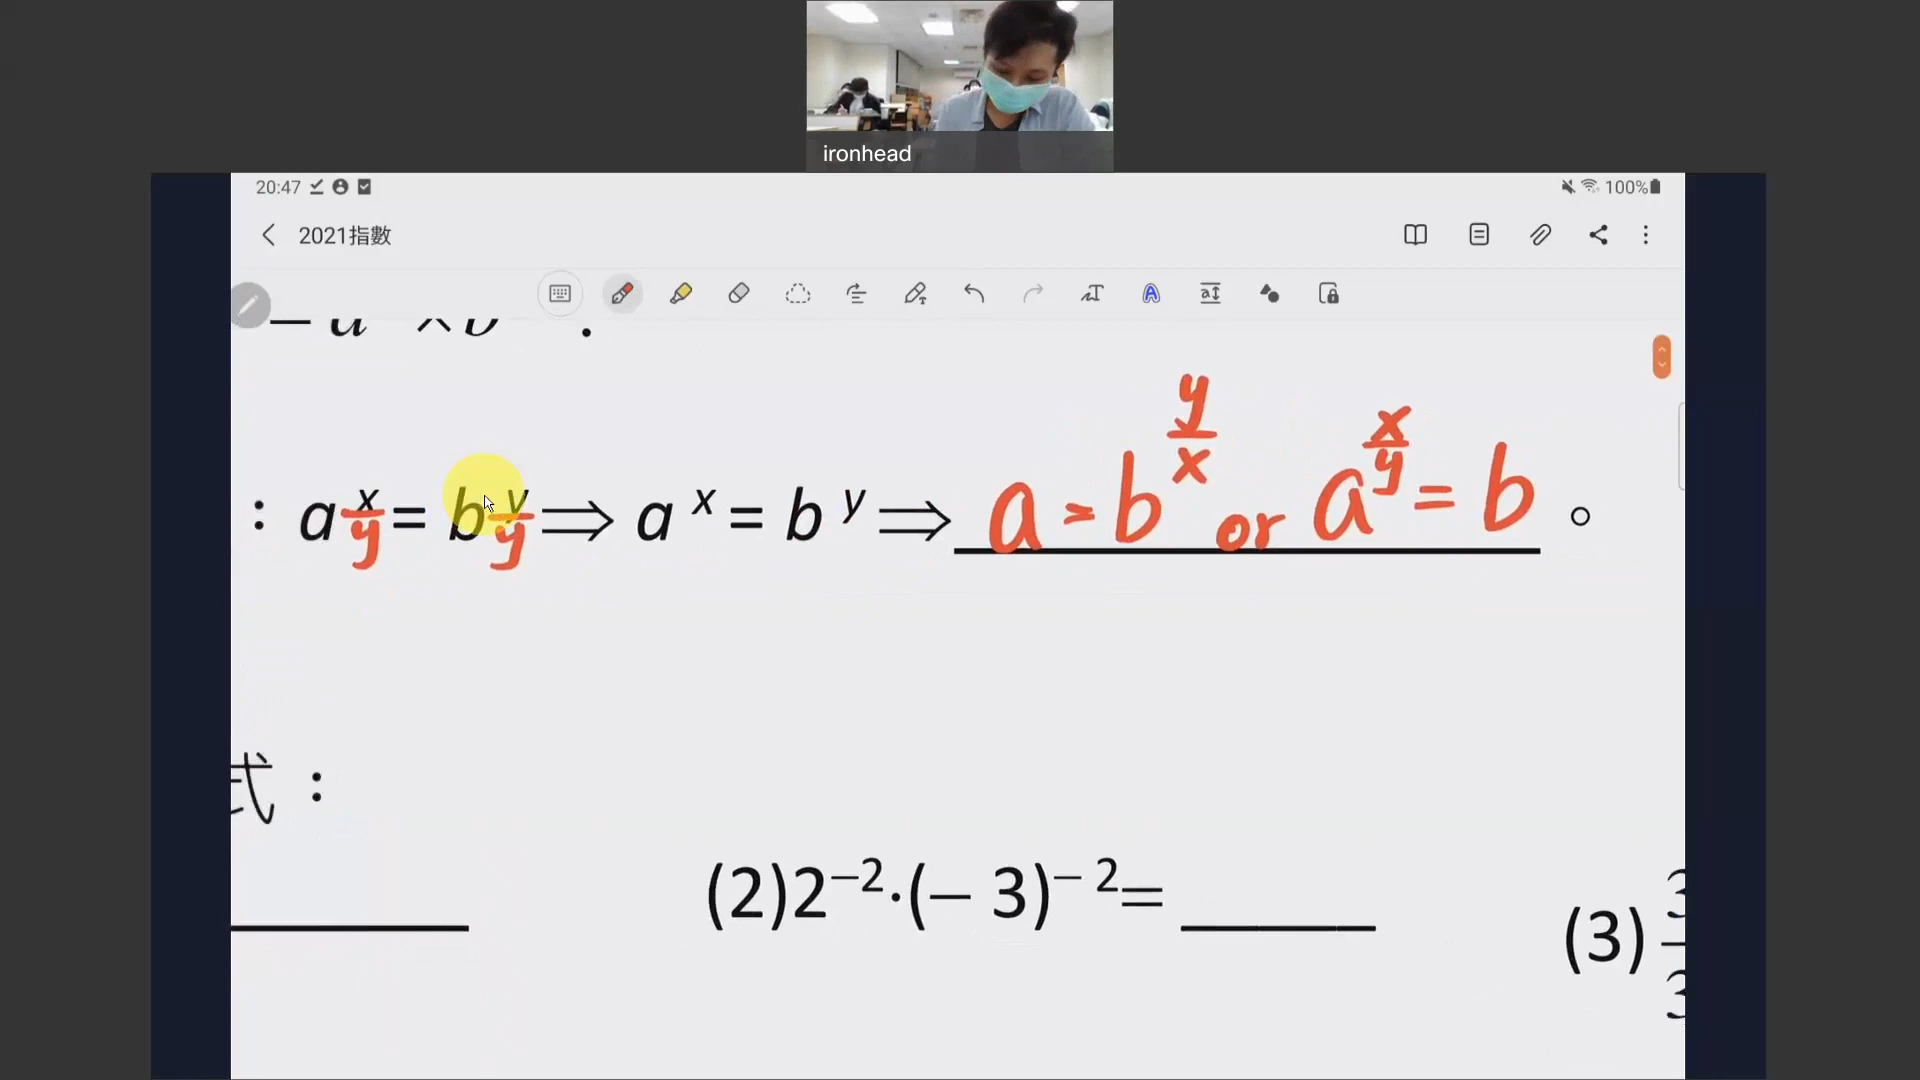 ironhead
20:47 100%
2021指數
: a^{x/y} = b^{y/y} ⟹ a^x = b^y ⟹ a = b^{y/x} or a^{x/y} = b 。
式：
(2)2^{−2}·(− 3)^{− 2}= ______
(3)